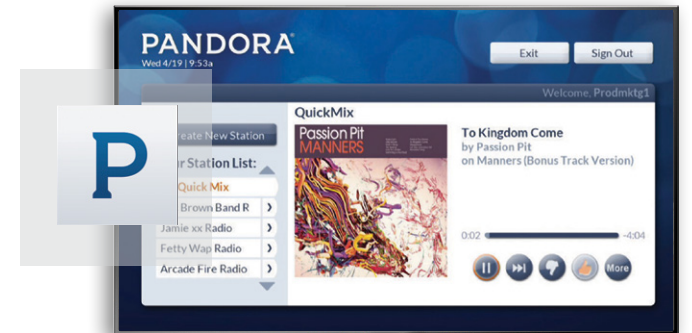 PANDORA
Wed 4/19 | 9:53a
Exit
Sign Out
Welcome, Prodmktg1
P
Create New Station
Your Station List:
Quick Mix
Brown Band R
Jamie xx Radio
Fetty Wap Radio
Arcade Fire Radio
QuickMix
Passion Pit
MANNERS
To Kingdom Come
by Passion Pit
on Manners (Bonus Track Version)
0:02
-4:04
More